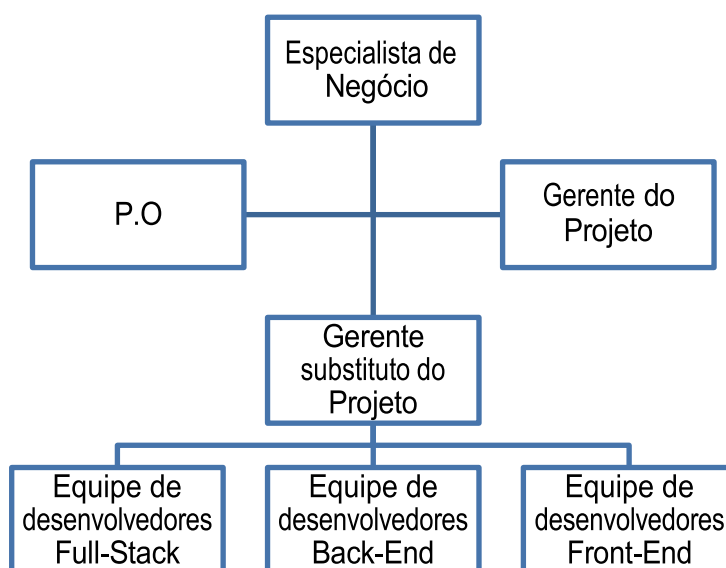 Especialista de
Negócio
P.O
Gerente do
Projeto
Gerente
substituto do
Projeto
Equipe de
desenvolvedores
Full-Stack
Equipe de
desenvolvedores
Back-End
Equipe de
desenvolvedores
Front-End